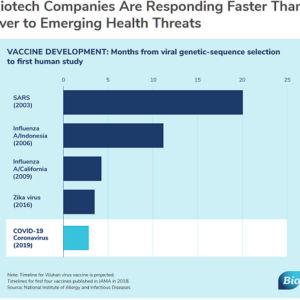 iotech Companies Are Responding Faster Than
ver to Emerging Health Threats
VACCINE DEVELOPMENT: Months from viral genetic-sequence selection
to first human study
0 5 10 15 20 25
SARS
(2003)
Influenza
A/Indonesia
(2006)
Influenza
A/California
(2009)
Zika virus
(2016)
COVID-19
Coronavirus
(2019)
Note: Timeline for Wuhan virus vaccine is projected.
Timelines for first four vaccines published in JAMA in 2018.
Source: National Institute of Allergy and Infectious Diseases
Bio